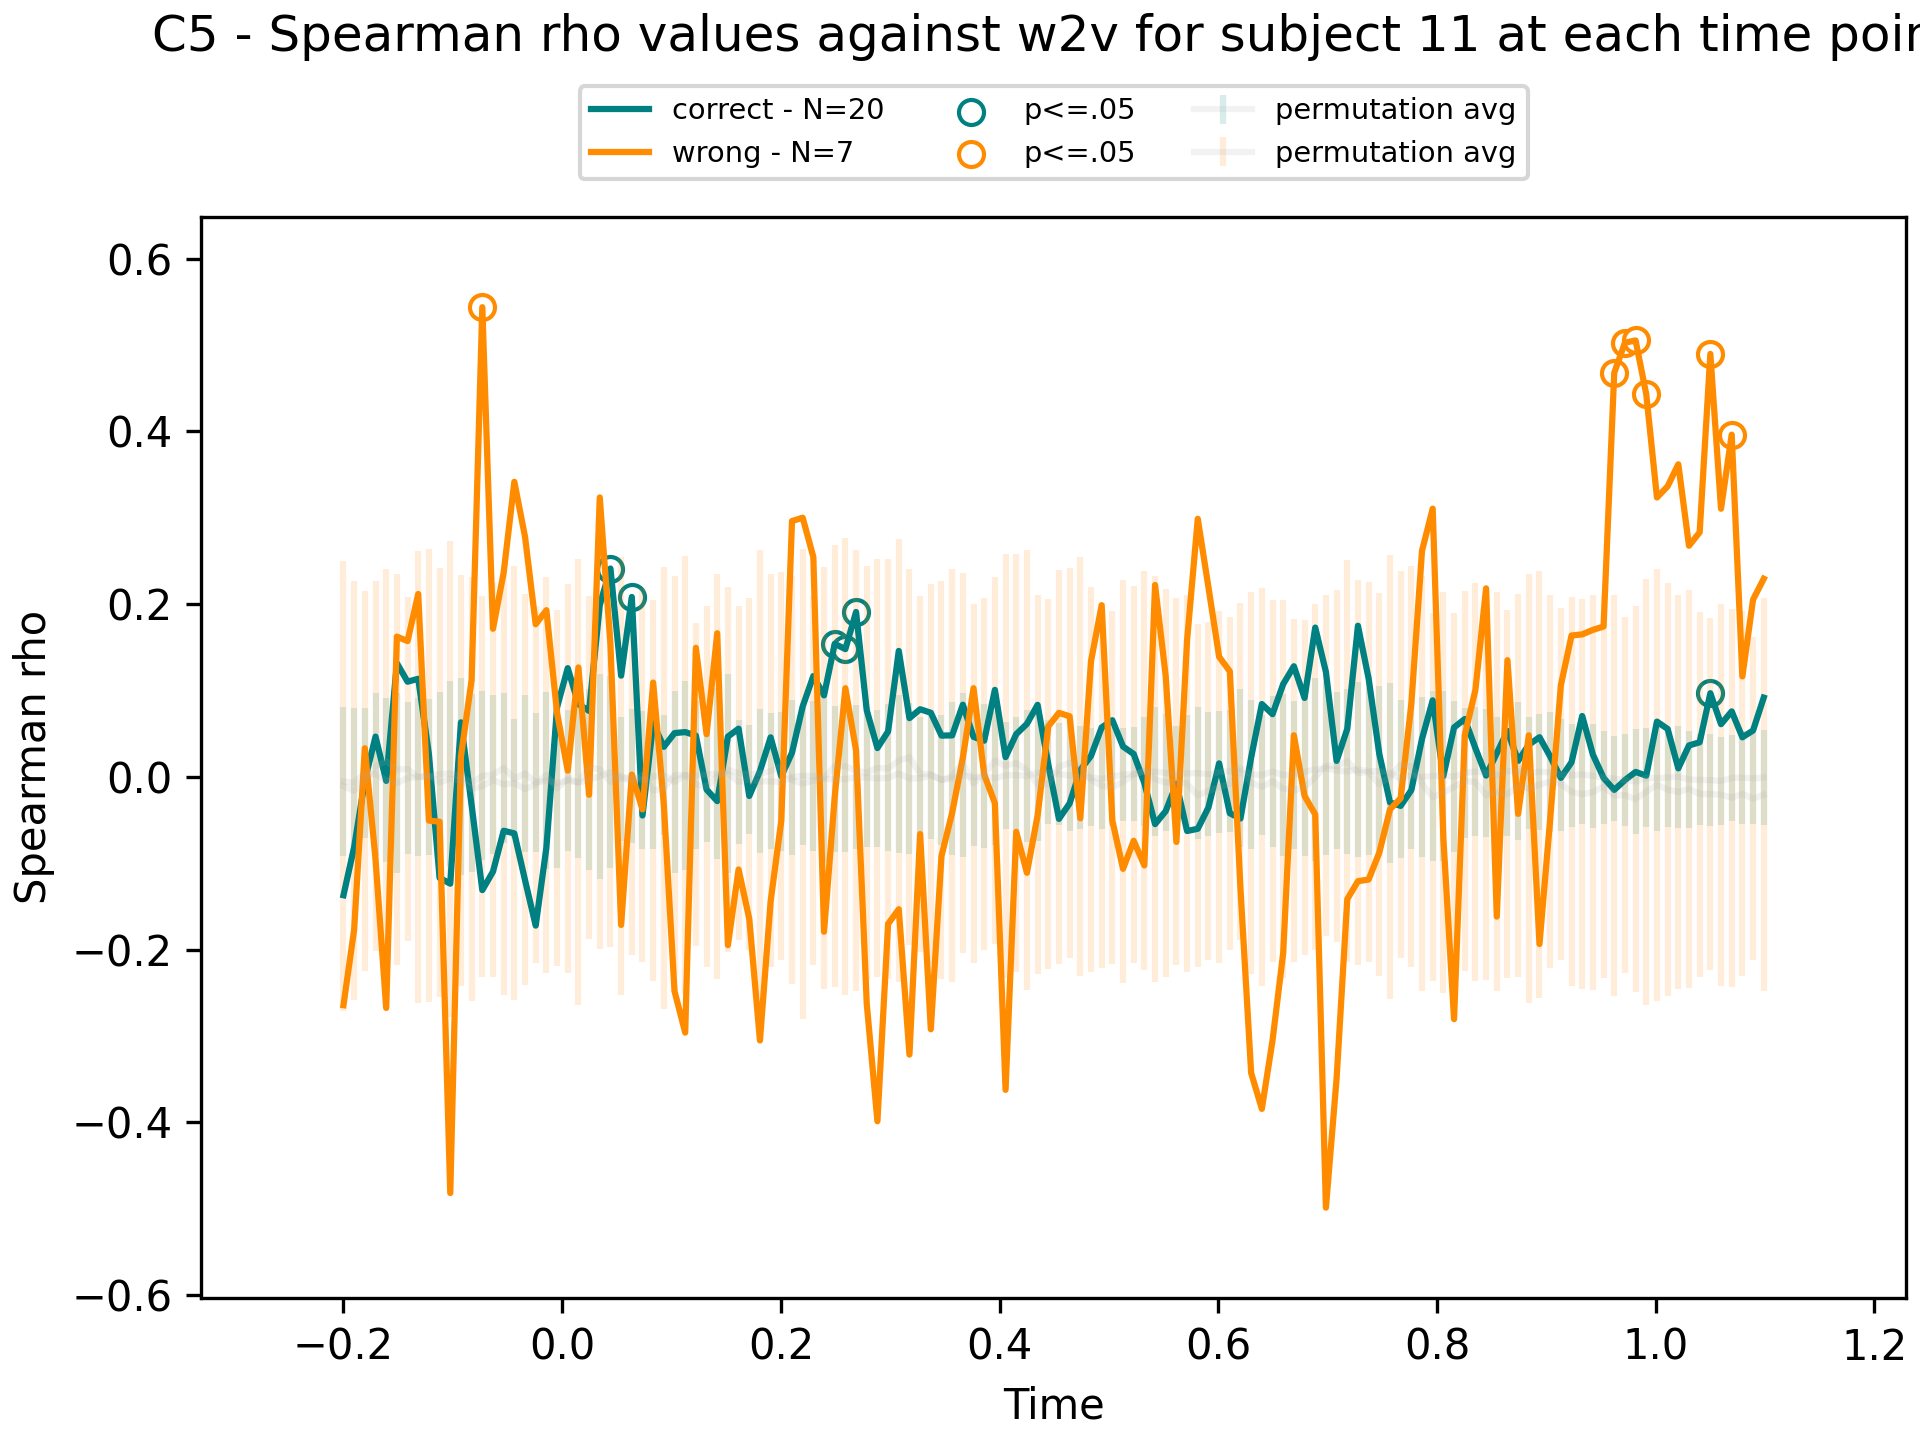 C5 - Spearman rho values against w2v for subject 11 at each time poin
correct - N=20 p<=.05 permutation avg
wrong - N=7 p<=.05 permutation avg
0.6
0.4
0.2
0.0
−0.2
−0.4
−0.6
Spearman rho
−0.2 0.0 0.2 0.4 0.6 0.8 1.0 1.2
Time